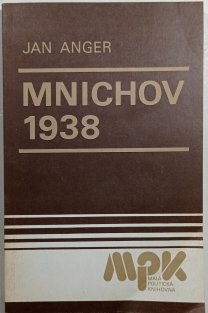 JAN ANGER
MNICHOV
1938
MPK
MALÁ
POLITICKÁ
KNIHOVNA